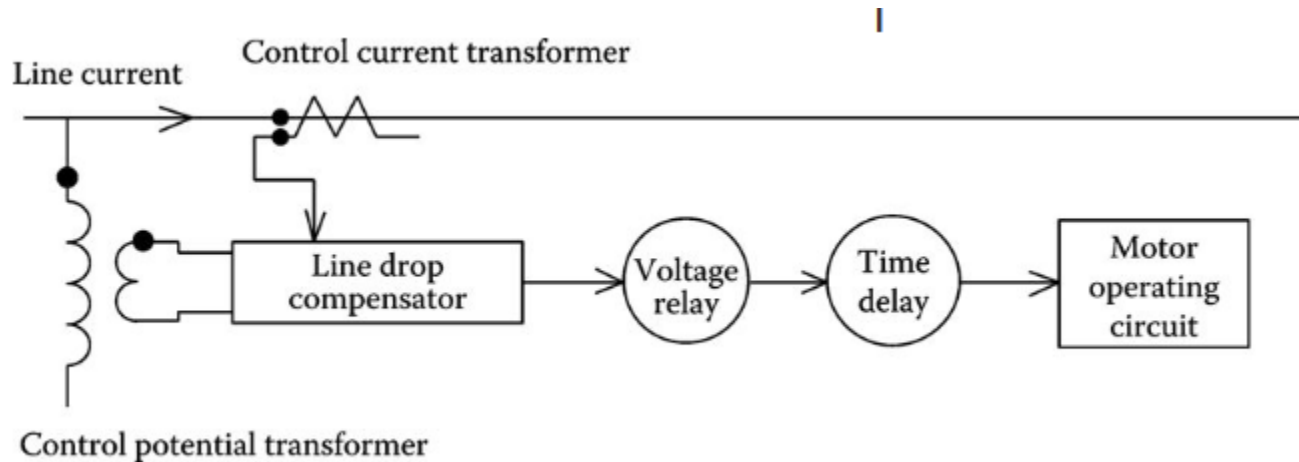 Control current transformer
Line current
Line drop
compensator
Voltage
relay
Time
delay
Motor
operating
circuit
Control potential transformer